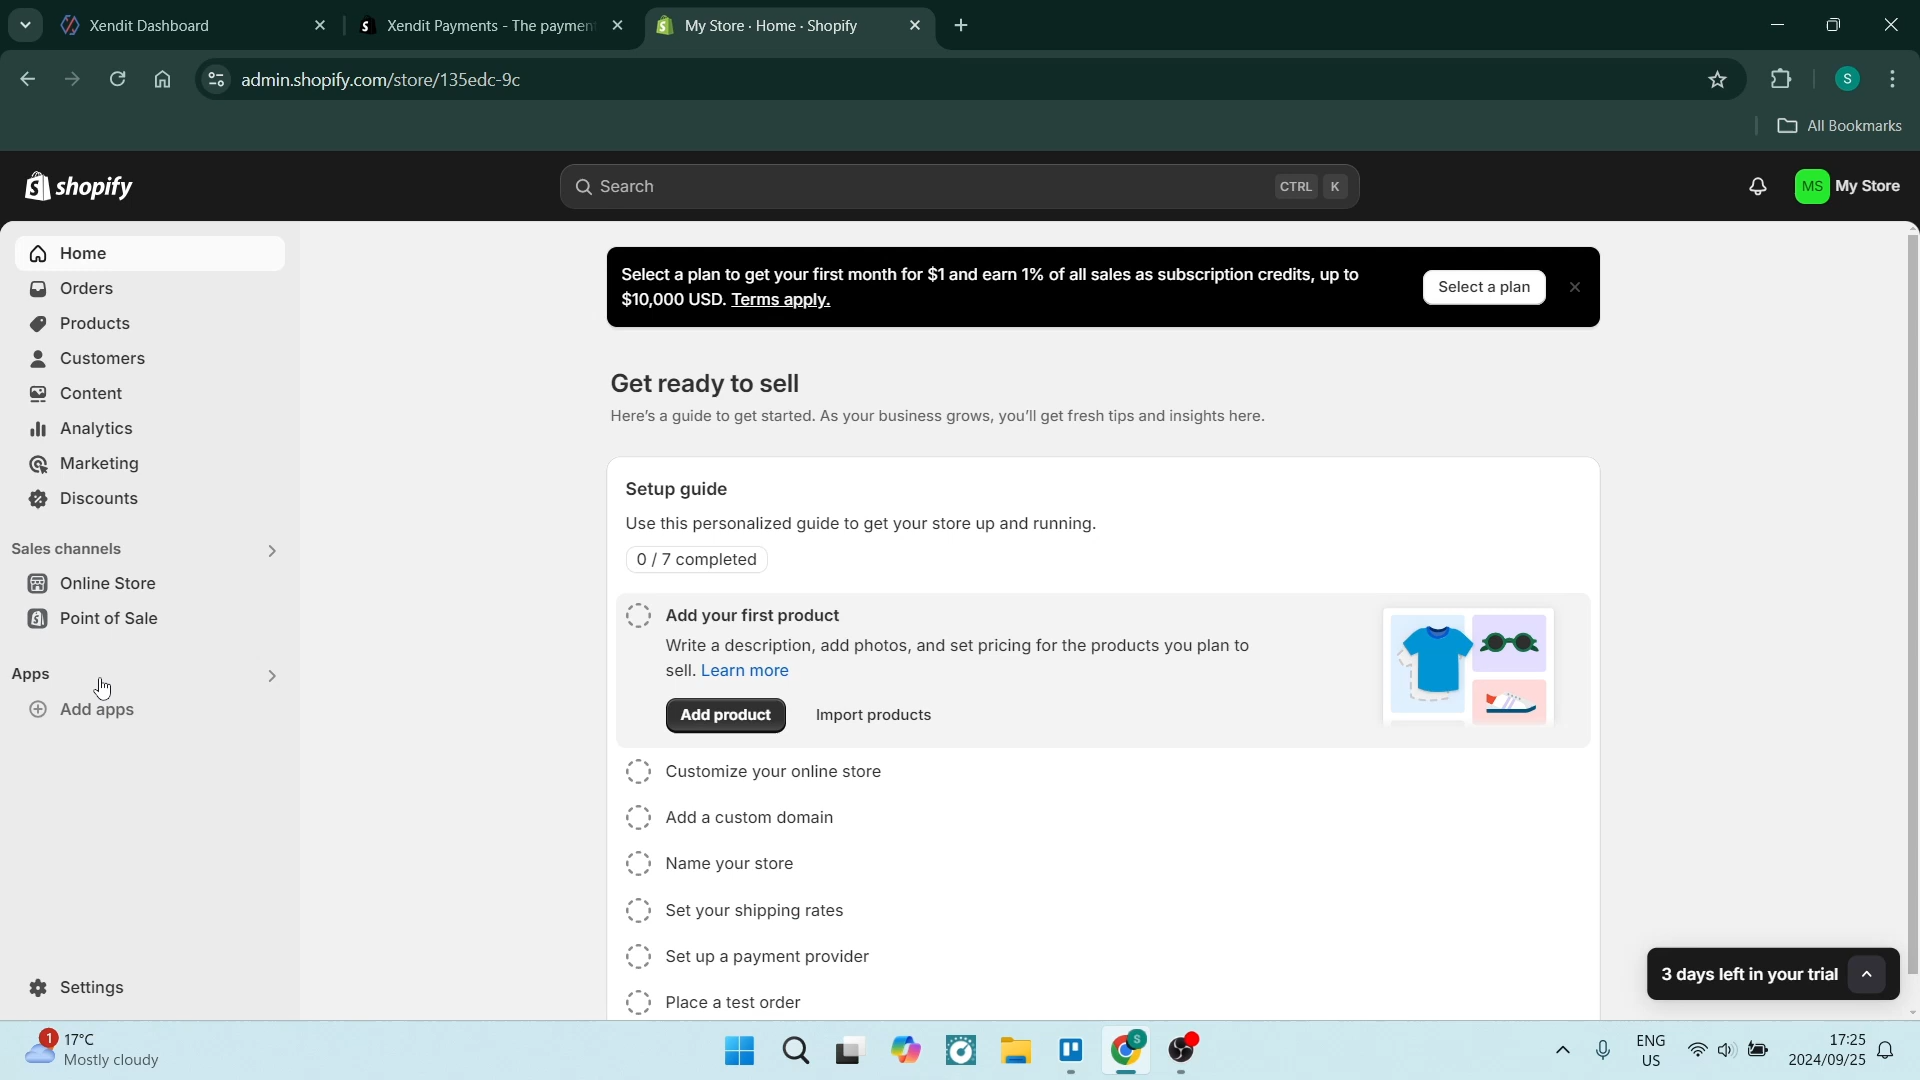 Xendit Dashboard
Xendit Payments - The paymen
My Store · Home · Shopify
admin.shopify.com/store/135edc-9c
S
All Bookmarks
shopify
Search
CTRL K
MS My Store
Home
Orders
Products
Customers
Content
Analytics
Marketing
Discounts
Sales channels
Online Store
Point of Sale
Apps
Add apps
Settings
Select a plan to get your first month for $1 and earn 1% of all sales as subscription credits, up to
$10,000 USD. Terms apply.
Select a plan
Get ready to sell
Here's a guide to get started. As your business grows, you'll get fresh tips and insights here.
Setup guide
Use this personalized guide to get your store up and running.
0 / 7 completed
Add your first product
Write a description, add photos, and set pricing for the products you plan to
sell. Learn more
Add product
Import products
Customize your online store
Add a custom domain
Name your store
Set your shipping rates
Set up a payment provider
Place a test order
3 days left in your trial
1
17°C
Mostly cloudy
S
ENG
US
17:25
2024/09/25